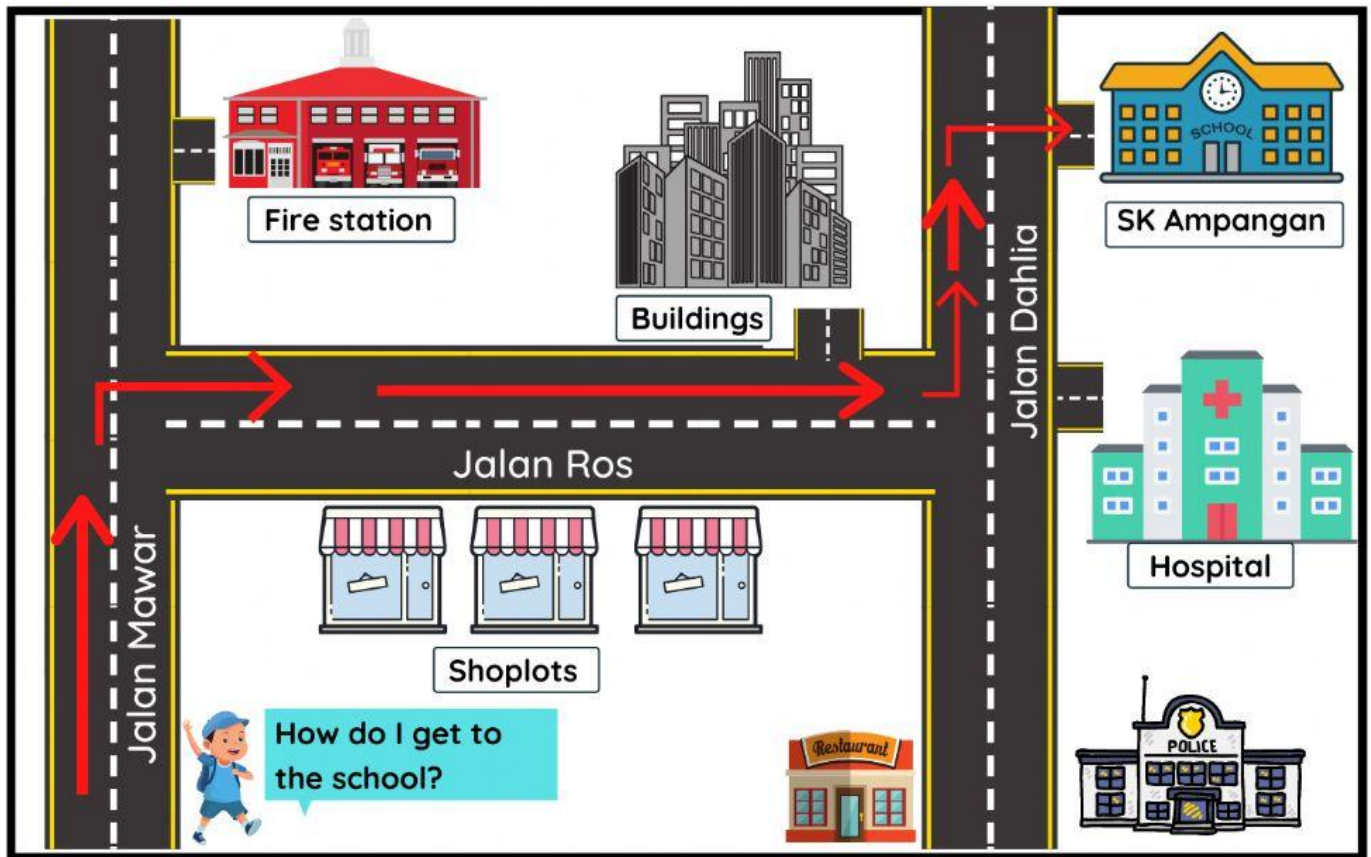 SCHOOL
Fire station
SK Ampangan
Buildings
Jalan Dahlia
Jalan Ros
Hospital
Jalan Mawar
Shoplots
How do I get to
the school?
Restaurant
POLICE